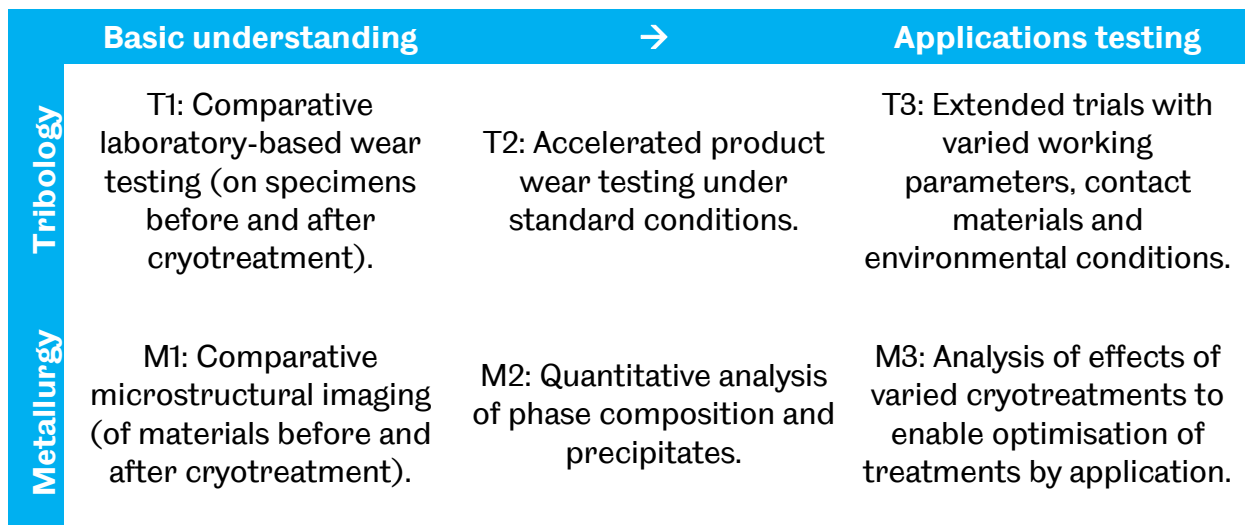 Basic understanding → Applications testing
Tribology
T1: Comparative
laboratory-based wear
testing (on specimens
before and after
cryotreatment).
T2: Accelerated product
wear testing under
standard conditions.
T3: Extended trials with
varied working
parameters, contact
materials and
environmental conditions.
Metallurgy
M1: Comparative
microstructural imaging
(of materials before and
after cryotreatment).
M2: Quantitative analysis
of phase composition and
precipitates.
M3: Analysis of effects of
varied cryotreatments to
enable optimisation of
treatments by application.